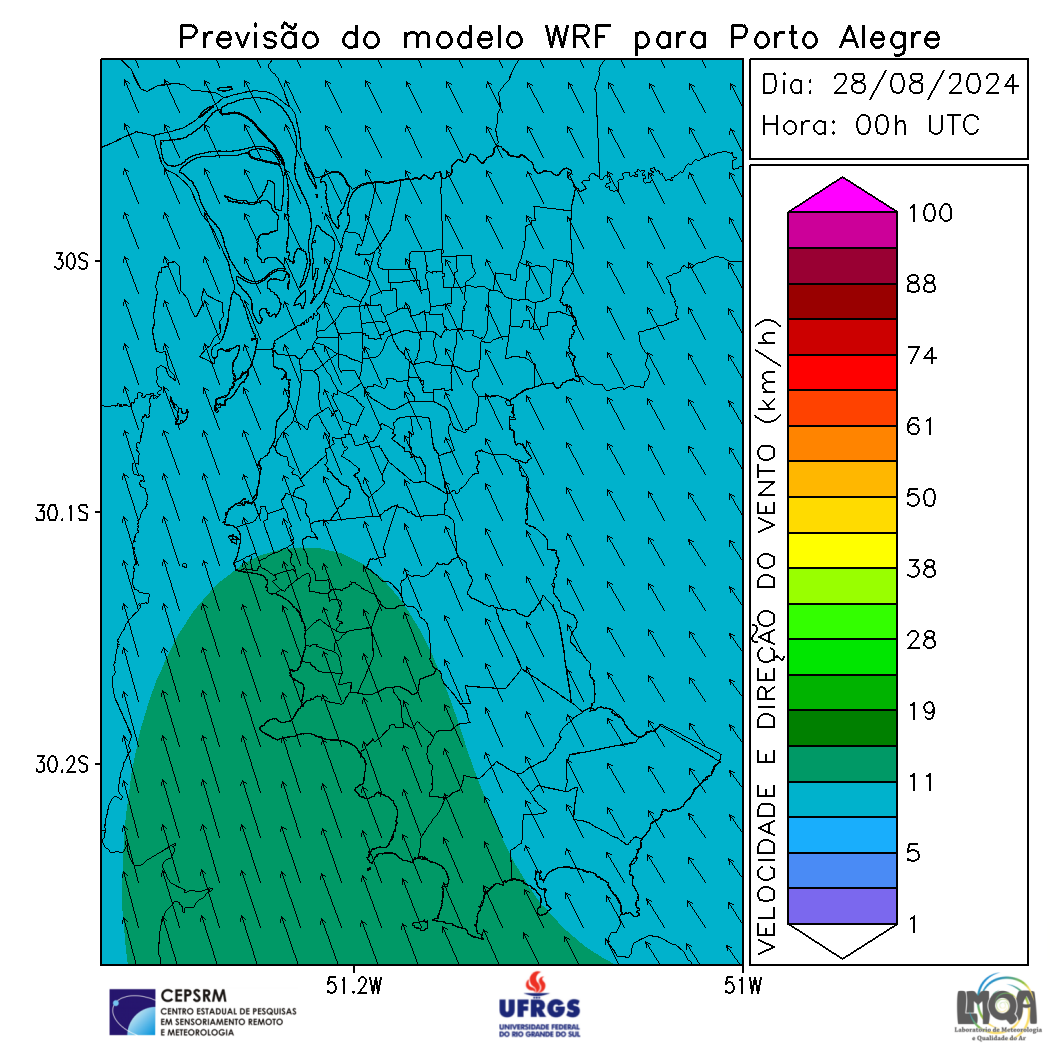 Previsão do modelo WRF para Porto Alegre
Dia: 28/08/2024
Hora: 00h UTC
30S
30.1S
30.2S
51.2W
51W
VELOCIDADE E DIREÇÃO DO VENTO (km/h)
100
88
74
61
50
38
28
19
11
5
1
CEPSRM
CENTRO ESTADUAL DE PESQUISAS
EM SENSORIAMENTO REMOTO
E METEOROLOGIA
UFRGS
UNIVERSIDADE FEDERAL
DO RIO GRANDE DO SUL
LMQA
Laboratório de Meteorologia
e Qualidade do Ar